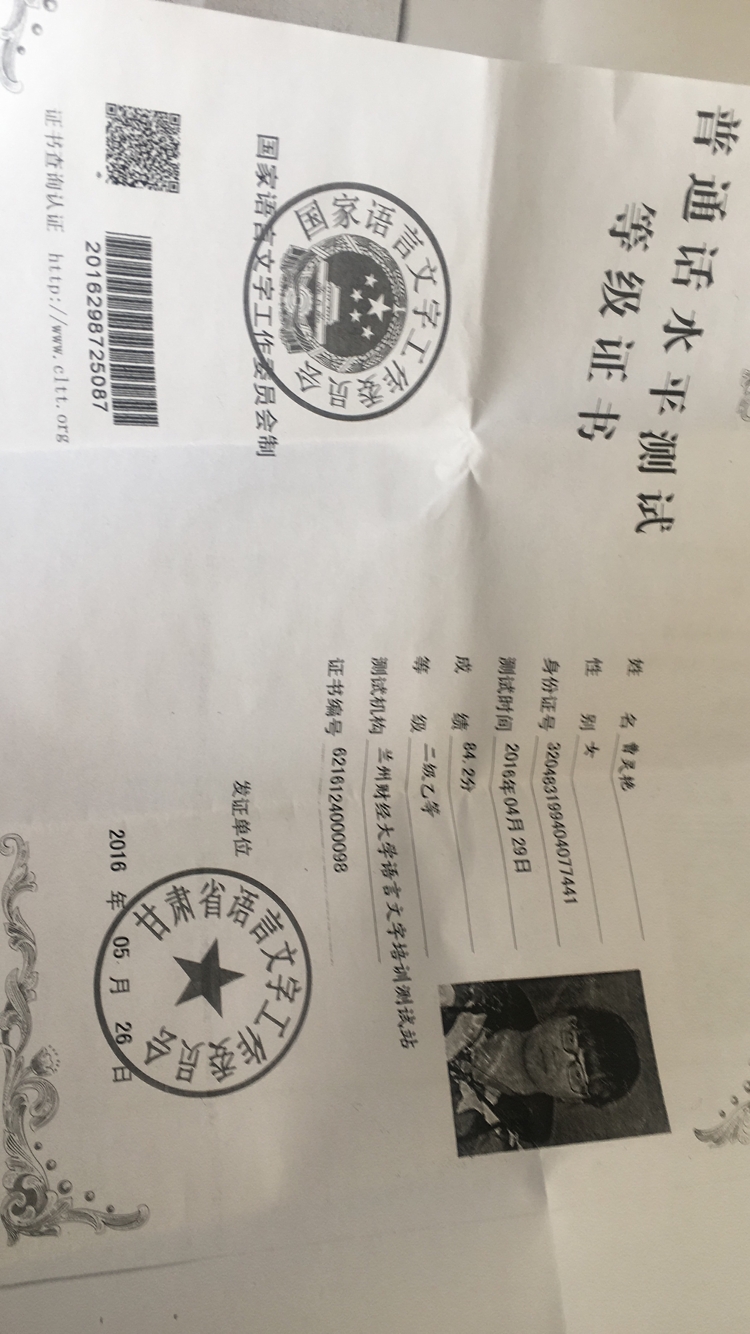 普通话水平测试
等级证书
国家语言文字工作委员会
国家语言文字工作委员会制
2016298725087
证书查询认证 http://www.cltt.org
姓 名 曹灵艳
性 别 女
身份证号 320483199404077441
测试时间 2016年04月29日
成 绩 84.2分
等 级 二级乙等
测试机构 兰州财经大学语言文字培训测试站
证书编号 6216124000098
发证单位
甘肃省语言文字工作委员会
2016 年 05 月 26 日